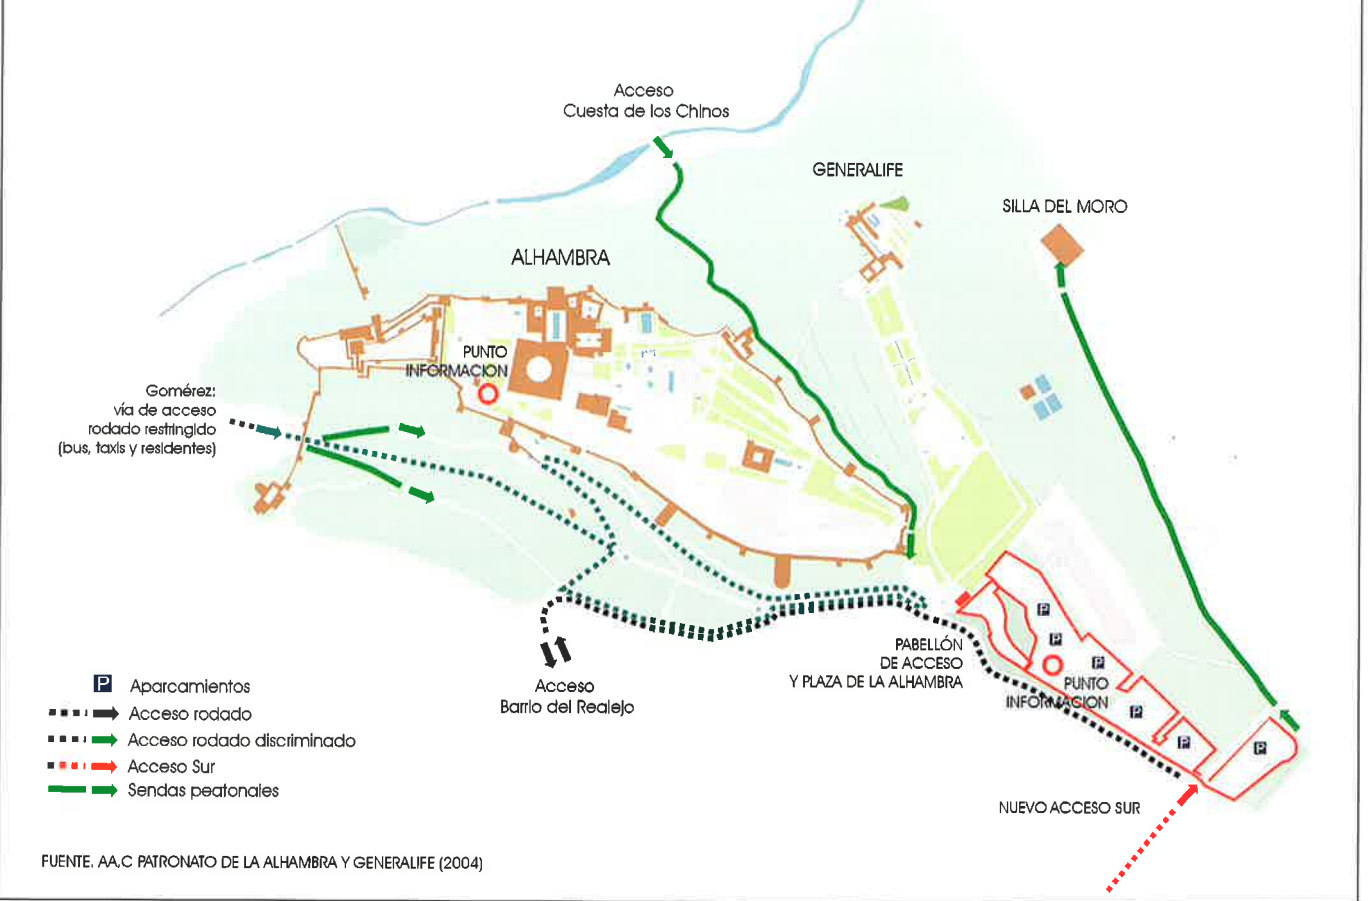 Acceso
Cuesta de los Chinos
GENERALIFE
SILLA DEL MORO
ALHAMBRA
PUNTO
INFORMACION
Gomérez:
vía de acceso
rodado restringido
(bus, taxis y residentes)
PABELLÓN
DE ACCESO
Y PLAZA DE LA ALHAMBRA
P
P
P
PUNTO
INFORMACION
P
P
P
Acceso
Barrio del Realejo
NUEVO ACCESO SUR
P Aparcamientos
Acceso rodado
Acceso rodado discriminado
Acceso Sur
Sendas peatonales
FUENTE. AA.C PATRONATO DE LA ALHAMBRA Y GENERALIFE (2004)